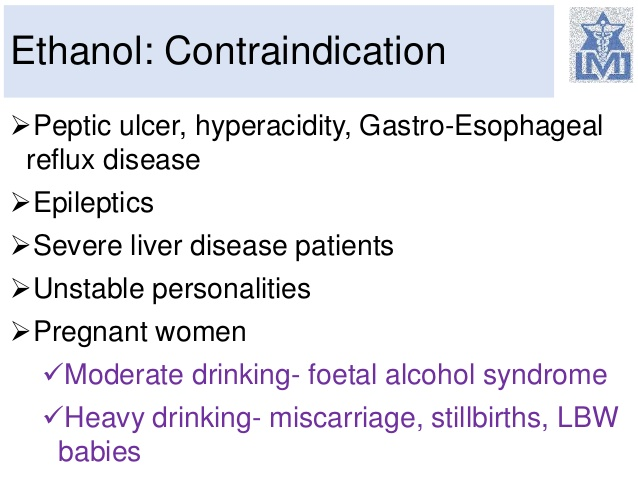 Ethanol: Contraindication
LMJ
➢Peptic ulcer, hyperacidity, Gastro-Esophageal
reflux disease
➢Epileptics
➢Severe liver disease patients
➢Unstable personalities
➢Pregnant women
✓Moderate drinking- foetal alcohol syndrome
✓Heavy drinking- miscarriage, stillbirths, LBW
babies